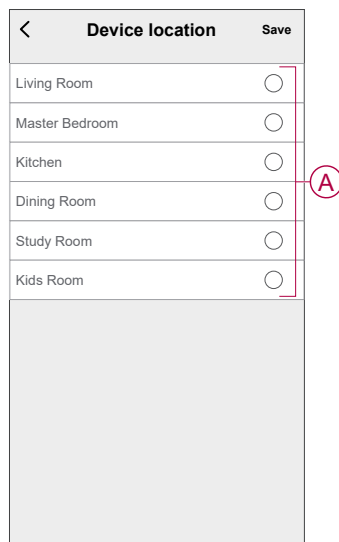 Device location Save
Living Room
Master Bedroom
Kitchen
A
Dining Room
Study Room
Kids Room